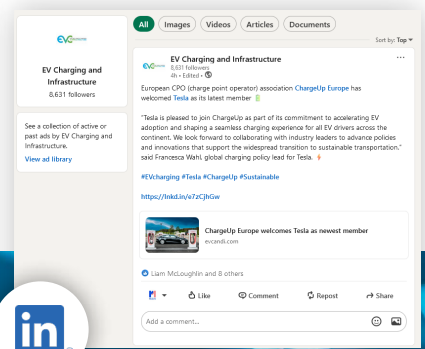 EV Charging and
Infrastructure
8,631 followers
See a collection of active or
past ads by EV Charging and
Infrastructure.
View ad library
All
Images
Videos
Articles
Documents
Sort by: Top
EV Charging and Infrastructure
8,631 followers
4h • Edited •
European CPO (charge point operator) association ChargeUp Europe has
welcomed Tesla as its latest member
"Tesla is pleased to join ChargeUp as part of its commitment to accelerating EV
adoption and shaping a seamless charging experience for all EV drivers across the
continent. We look forward to collaborating with industry leaders to advance policies
and innovations that support the widespread transition to sustainable transportation."
said Francesca Wahl, global charging policy lead for Tesla.
#EVcharging #Tesla #ChargeUp #Sustainable
https://lnkd.in/e7zCjhGw
ChargeUp Europe welcomes Tesla as newest member
evcandi.com
Liam McLoughlin and 8 others
Like
Comment
Repost
Share
Add a comment...
in